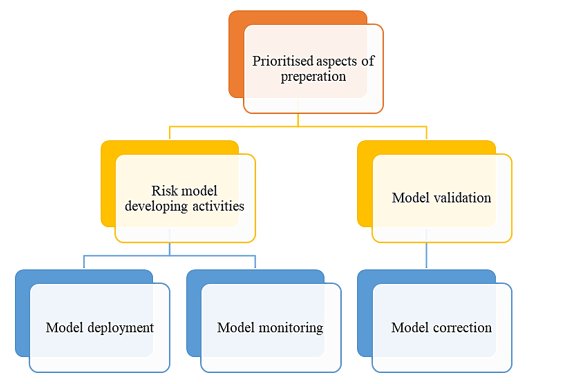 Prioritised aspects of
preperation
Risk model
developing activities
Model validation
Model deployment
Model monitoring
Model correction